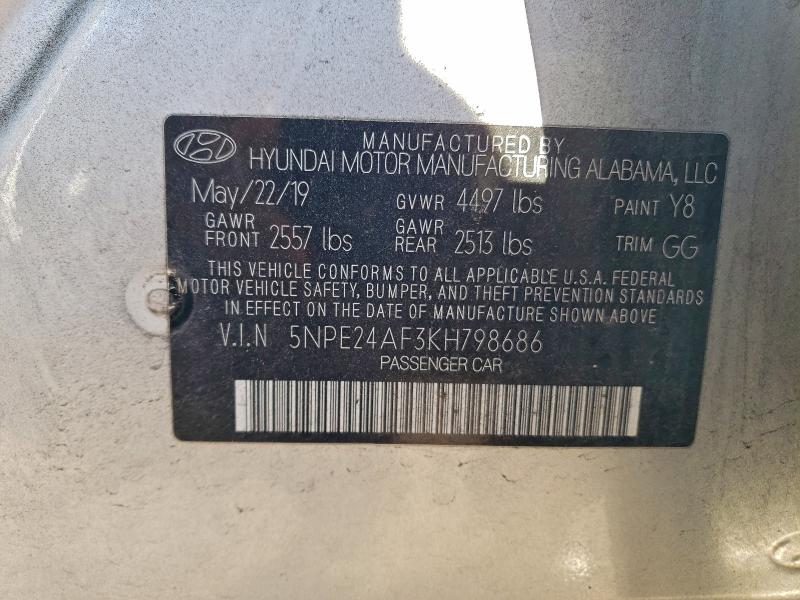 MANUFACTURED BY
HYUNDAI MOTOR MANUFACTURING ALABAMA, LLC
May/22/19 GVWR 4497 lbs PAINT Y8
GAWR FRONT 2557 lbs GAWR REAR 2513 lbs TRIM GG
THIS VEHICLE CONFORMS TO ALL APPLICABLE U.S.A. FEDERAL
MOTOR VEHICLE SAFETY, BUMPER, AND THEFT PREVENTION STANDARDS
IN EFFECT ON THE DATE OF MANUFACTURE SHOWN ABOVE
V.I.N 5NPE24AF3KH798686
PASSENGER CAR